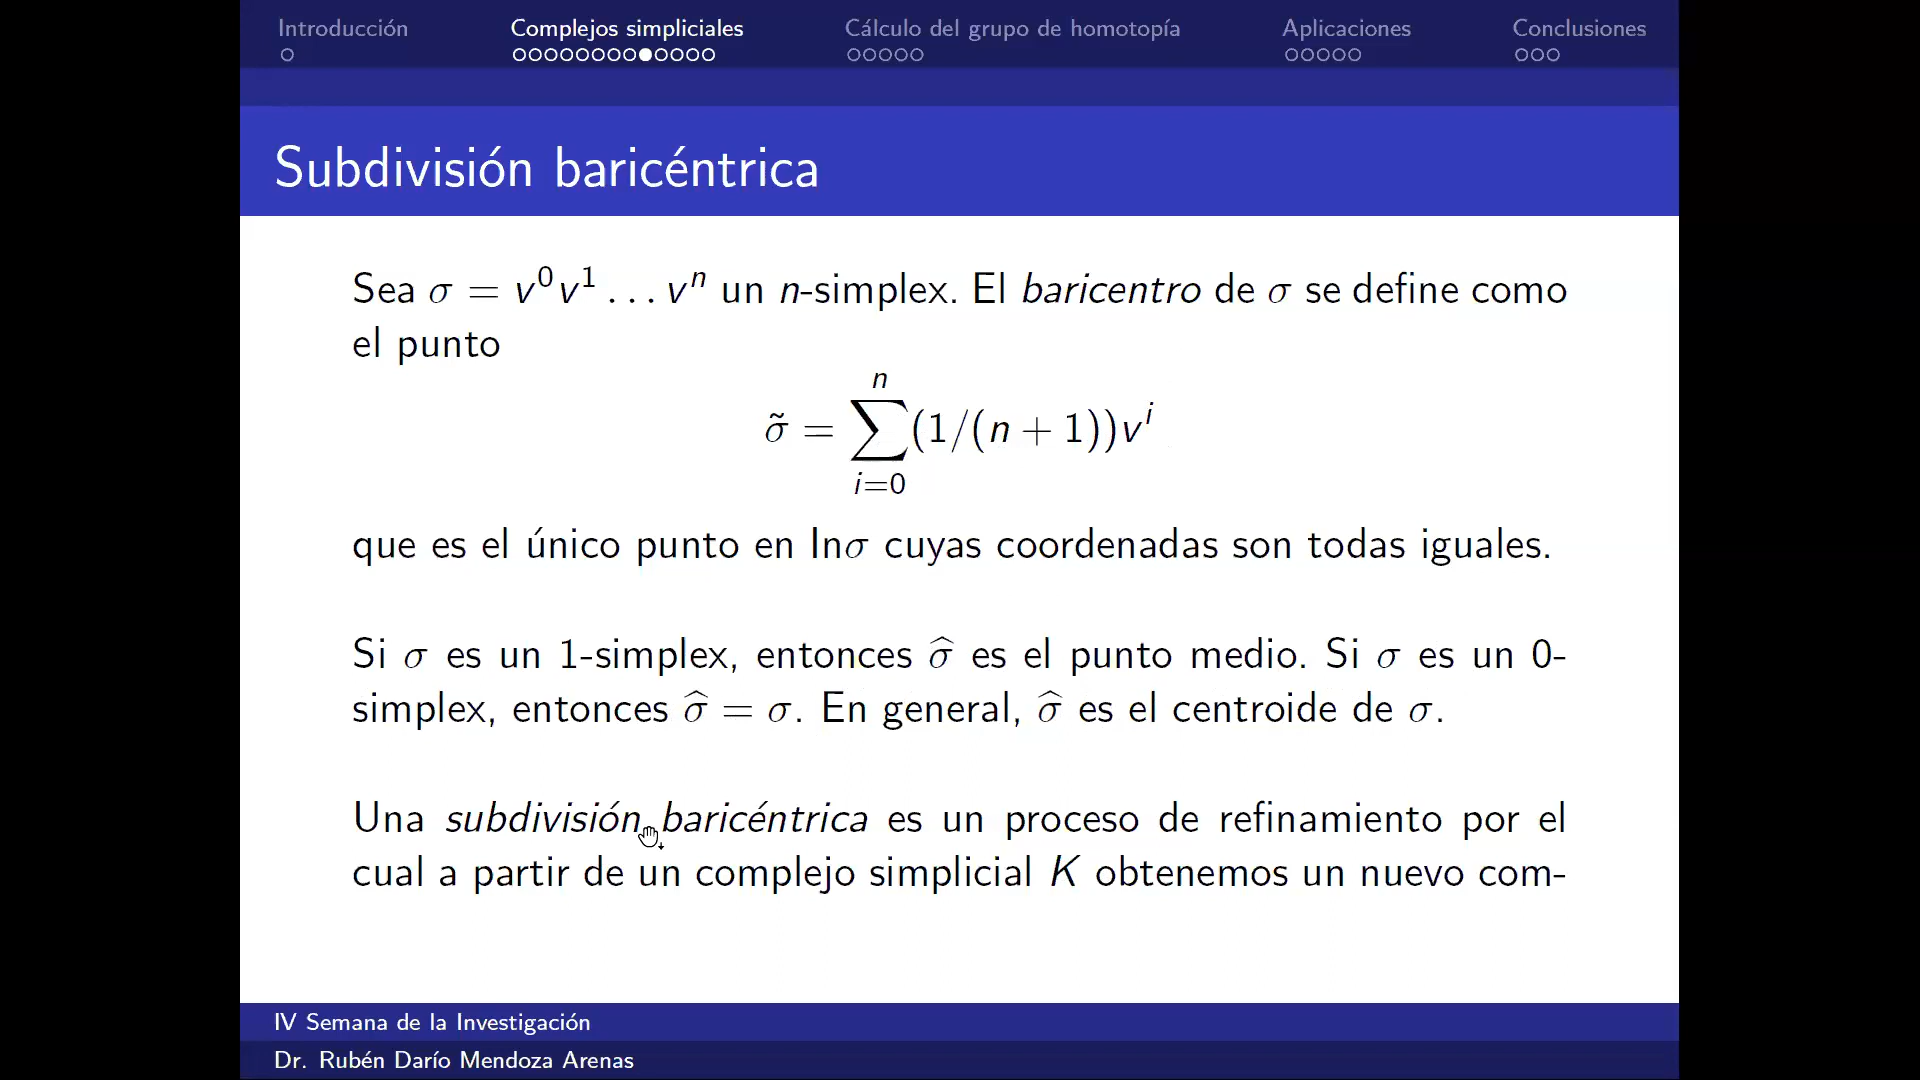 Introducción Complejos simpliciales Cálculo del grupo de homotopía Aplicaciones Conclusiones
Subdivisión baricéntrica
Sea σ = v⁰v¹ . . . vⁿ un n-simplex. El baricentro de σ se define como
el punto
σ̃ = ∑ⁿᵢ₌₀ (1/(n + 1))vⁱ
que es el único punto en Inσ cuyas coordenadas son todas iguales.
Si σ es un 1-simplex, entonces σ̂ es el punto medio. Si σ es un 0-
simplex, entonces σ̂ = σ. En general, σ̂ es el centroide de σ.
Una subdivisión baricéntrica es un proceso de refinamiento por el
cual a partir de un complejo simplicial K obtenemos un nuevo com-
IV Semana de la Investigación
Dr. Rubén Darío Mendoza Arenas